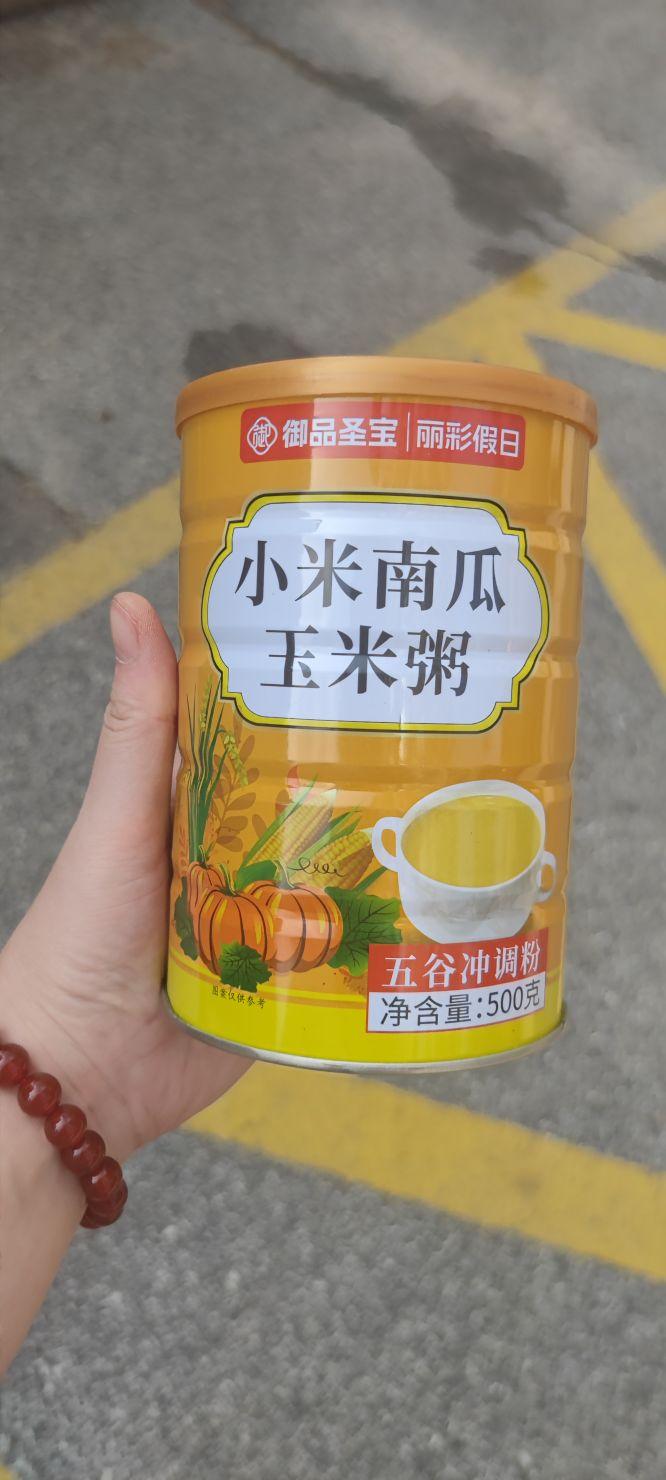 御 御品圣宝 丽彩假日
小米南瓜
玉米粥
图案仅供参考
五谷冲调粉
净含量:500克